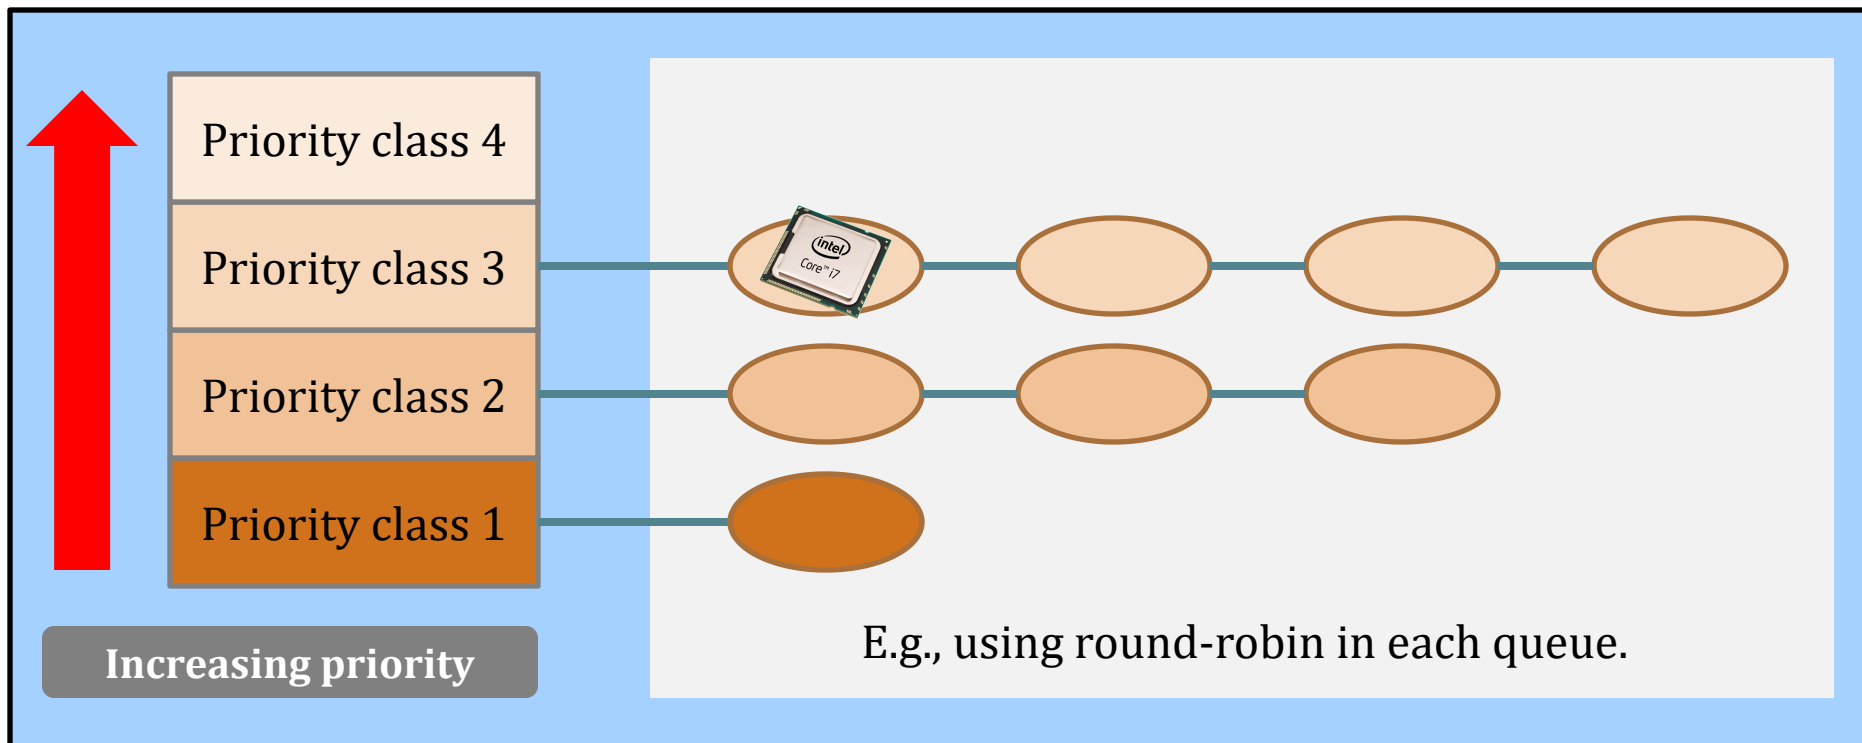 Priority class 4
Priority class 3
intel
Core™ i7
Priority class 2
Priority class 1
Increasing priority
E.g., using round-robin in each queue.